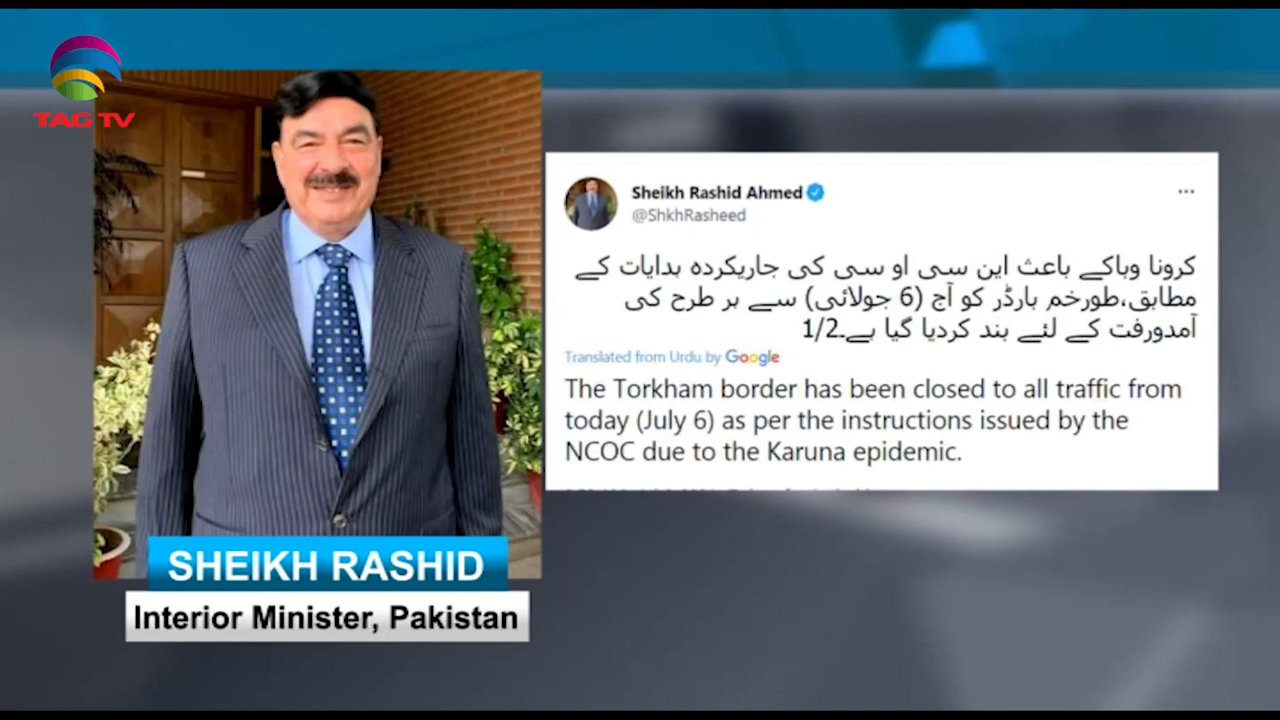 TAG TV
Sheikh Rashid Ahmed
@ShkhRasheed
کرونا وباکے باعث این سی او سی کی جاریکردہ ہدایات کے
مطابق،طورخم بارڈر کو آج (6 جولائی) سے ہر طرح کی
آمدورفت کے لئے بند کردیا گیا ہے۔1/2
Translated from Urdu by Google
The Torkham border has been closed to all traffic from
today (July 6) as per the instructions issued by the
NCOC due to the Karuna epidemic.
SHEIKH RASHID
Interior Minister, Pakistan